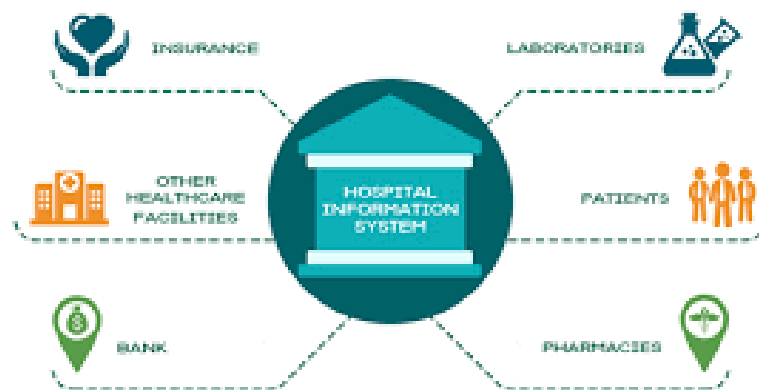 INSURANCE
LABORATORIES
OTHER
HEALTHCARE
FACILITIES
HOSPITAL
INFORMATION
SYSTEM
PATIENTS
BANK
PHARMACIES